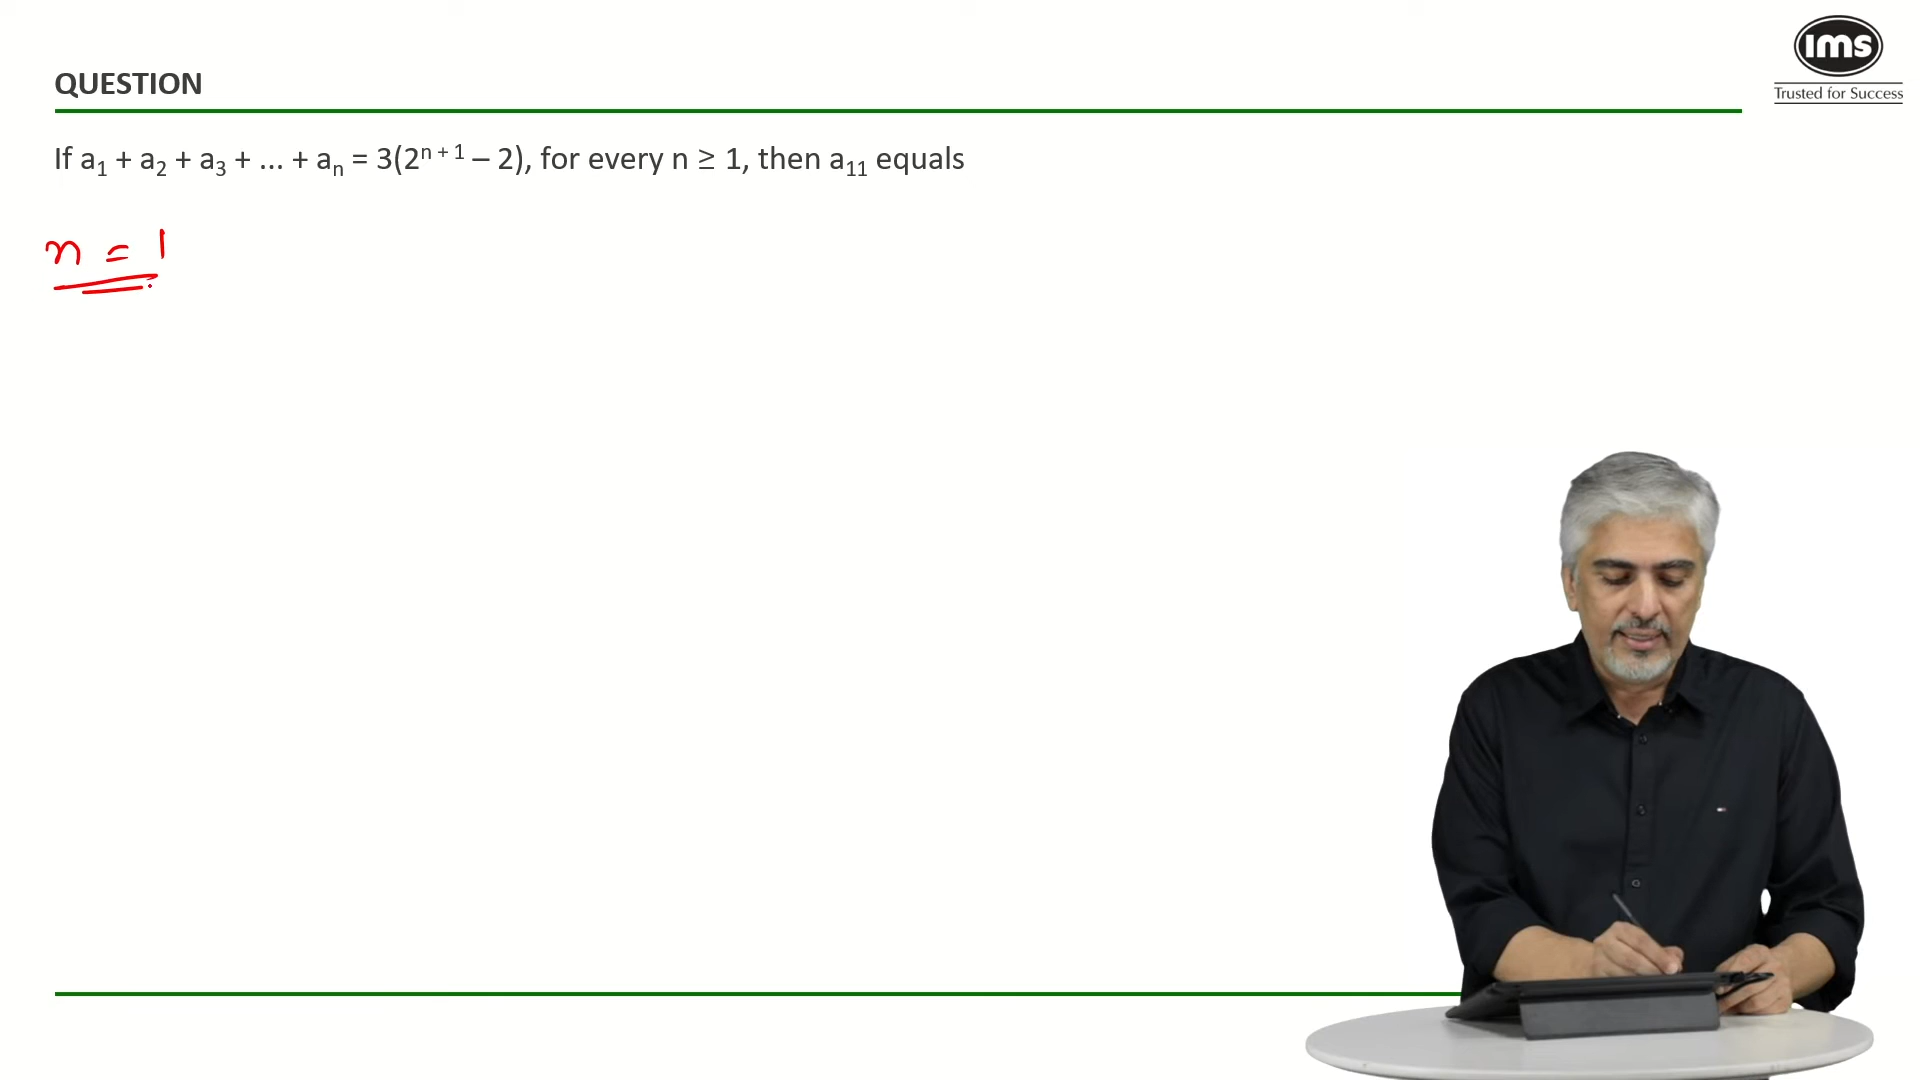 ims
Trusted for Success
QUESTION
If a₁ + a₂ + a₃ + ... + aₙ = 3(2ⁿ⁺¹ – 2), for every n ≥ 1, then a₁₁ equals
n = 1